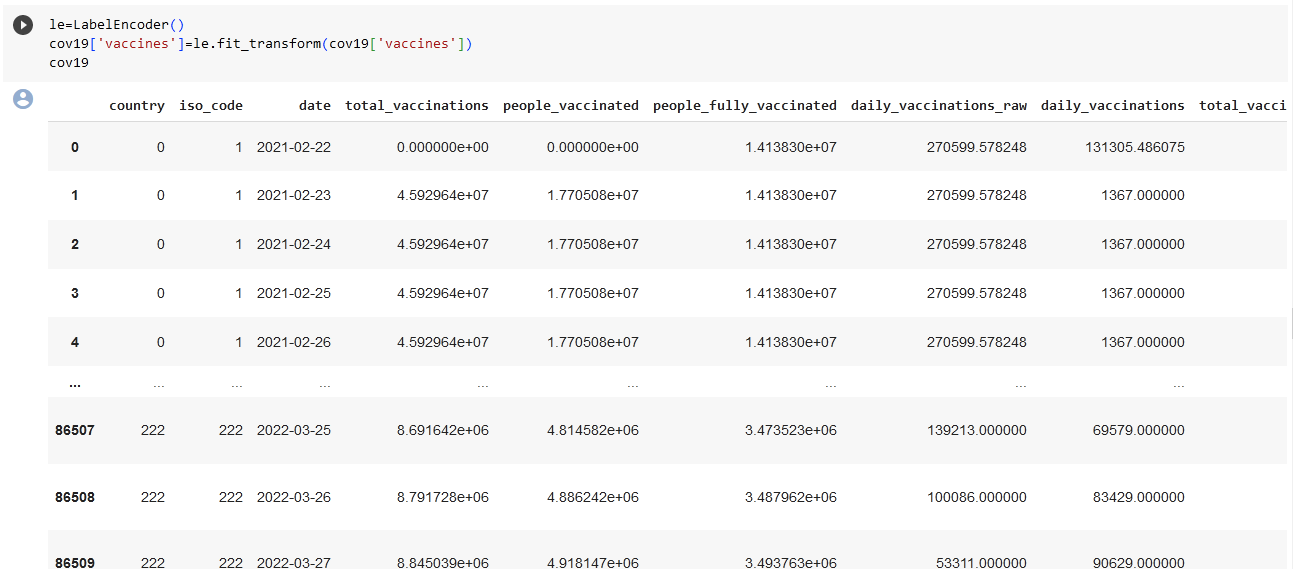 le=LabelEncoder()
cov19['vaccines']=le.fit_transform(cov19['vaccines'])
cov19
country iso_code date total_vaccinations people_vaccinated people_fully_vaccinated daily_vaccinations_raw daily_vaccinations total_vacci
0 0 1 2021-02-22 0.000000e+00 0.000000e+00 1.413830e+07 270599.578248 131305.486075
1 0 1 2021-02-23 4.592964e+07 1.770508e+07 1.413830e+07 270599.578248 1367.000000
2 0 1 2021-02-24 4.592964e+07 1.770508e+07 1.413830e+07 270599.578248 1367.000000
3 0 1 2021-02-25 4.592964e+07 1.770508e+07 1.413830e+07 270599.578248 1367.000000
4 0 1 2021-02-26 4.592964e+07 1.770508e+07 1.413830e+07 270599.578248 1367.000000
... ... ... ... ... ... ... ... ...
86507 222 222 2022-03-25 8.691642e+06 4.814582e+06 3.473523e+06 139213.000000 69579.000000
86508 222 222 2022-03-26 8.791728e+06 4.886242e+06 3.487962e+06 100086.000000 83429.000000
86509 222 222 2022-03-27 8.845039e+06 4.918147e+06 3.493763e+06 53311.000000 90629.000000